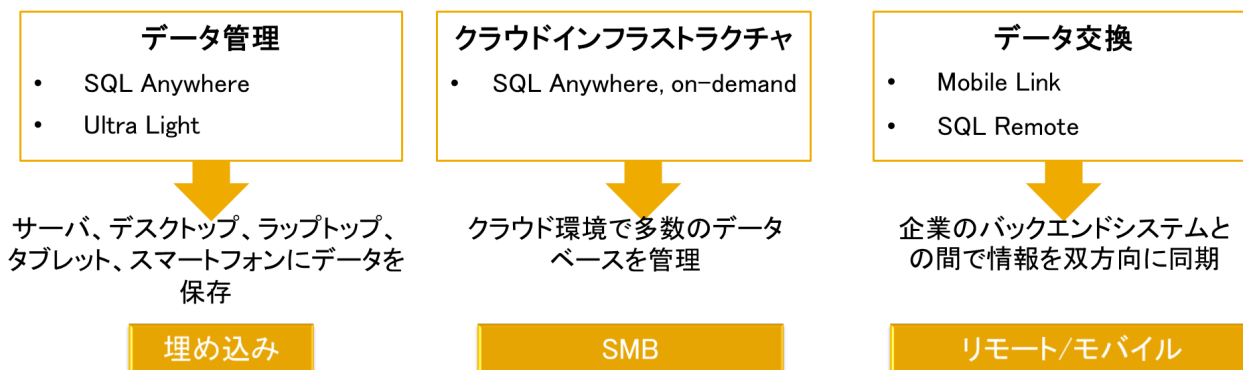 データ管理
• SQL Anywhere
• Ultra Light
サーバ、デスクトップ、ラップトップ、
タブレット、スマートフォンにデータを
保存
埋め込み
クラウドインフラストラクチャ
• SQL Anywhere, on-demand
クラウド環境で多数のデータ
ベースを管理
SMB
データ交換
• Mobile Link
• SQL Remote
企業のバックエンドシステムと
の間で情報を双方向に同期
リモート/モバイル